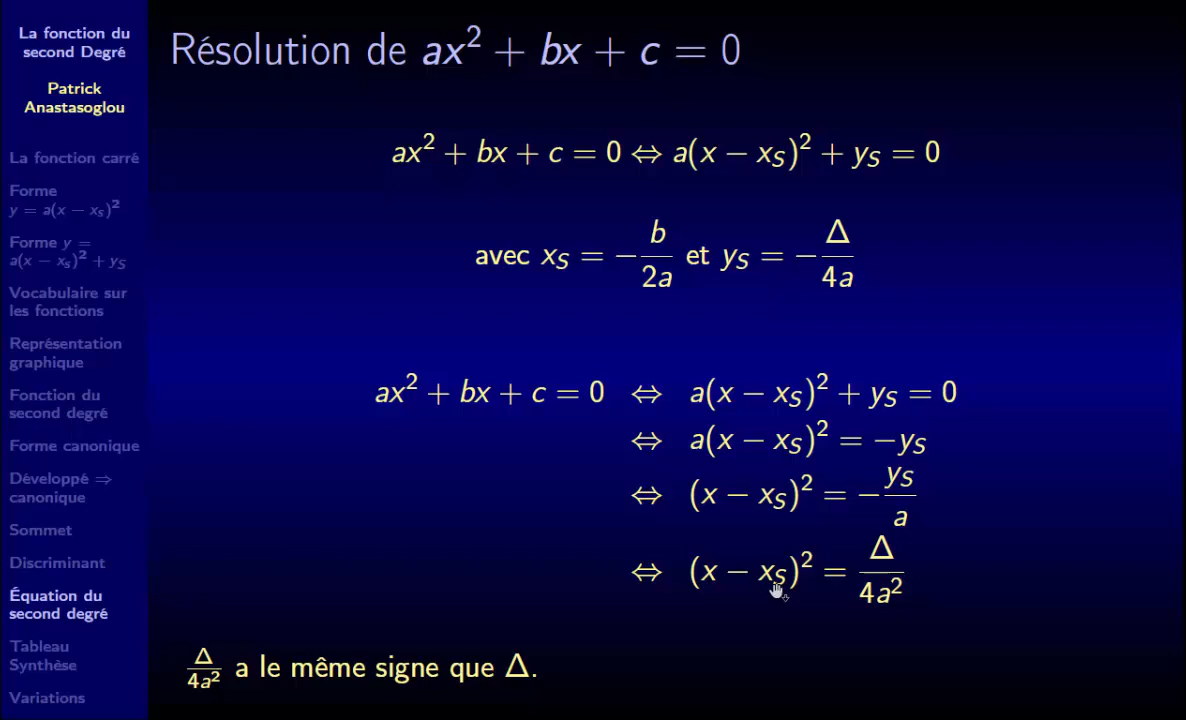 La fonction du
second Degré
Patrick
Anastasoglou
La fonction carré
Forme
y = a(x − x_S)²
Forme y =
a(x − x_s)² + y_S
Vocabulaire sur
les fonctions
Représentation
graphique
Fonction du
second degré
Forme canonique
Développé ⇒
canonique
Sommet
Discriminant
Équation du
second degré
Tableau
Synthèse
Variations
Résolution de ax² + bx + c = 0
ax² + bx + c = 0 ⇔ a(x − x_S)² + y_S = 0
avec x_S = −b/2a et y_S = −Δ/4a
ax² + bx + c = 0 ⇔ a(x − x_S)² + y_S = 0
⇔ a(x − x_S)² = −y_S
⇔ (x − x_S)² = −y_S/a
⇔ (x − x_S)² = Δ/4a²
Δ/4a² a le même signe que Δ.